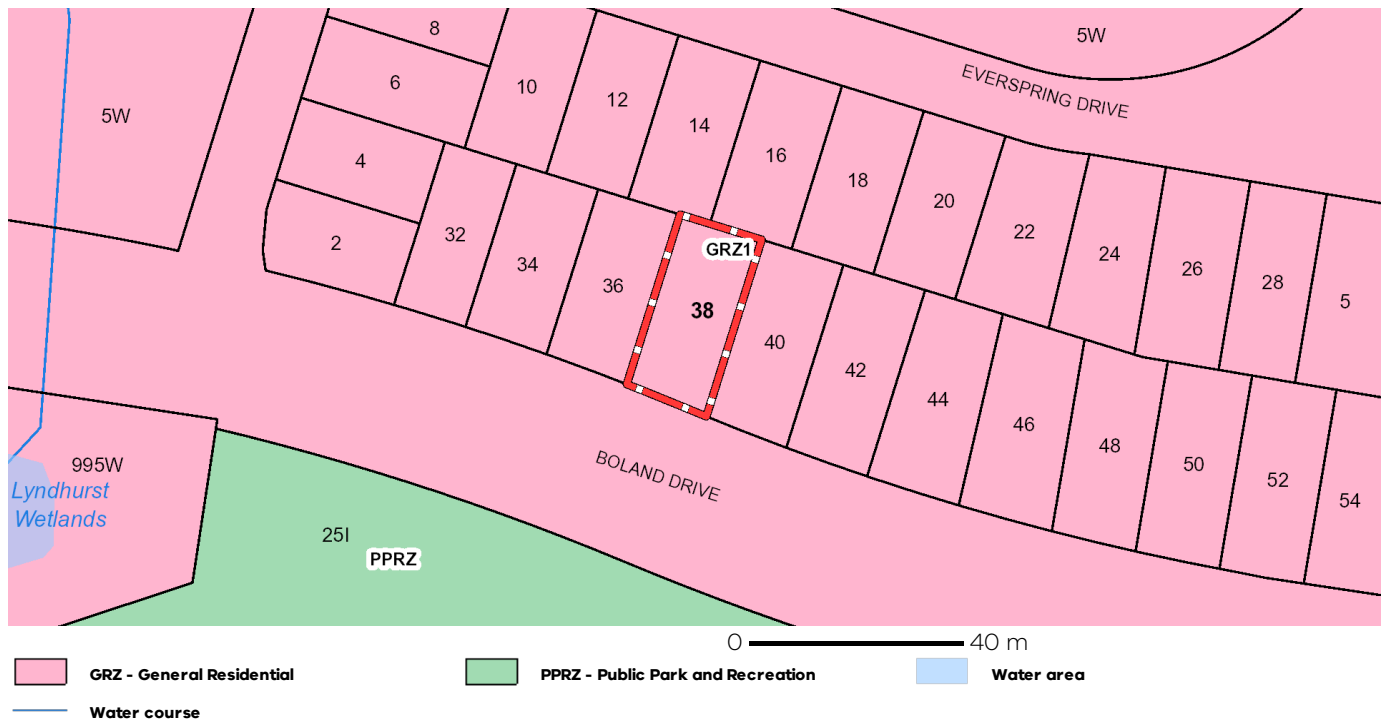 8
5W
6
10
EVERSPRING DRIVE
12
5W
14
4
16
18
20
22
32
2
24
34
26
28
5
GRZ1
36
38
40
42
44
46
48
50
52
54
BOLAND DRIVE
995W
Lyndhurst
Wetlands
25I
PPRZ
0 40 m
GRZ - General Residential
PPRZ - Public Park and Recreation
Water area
Water course